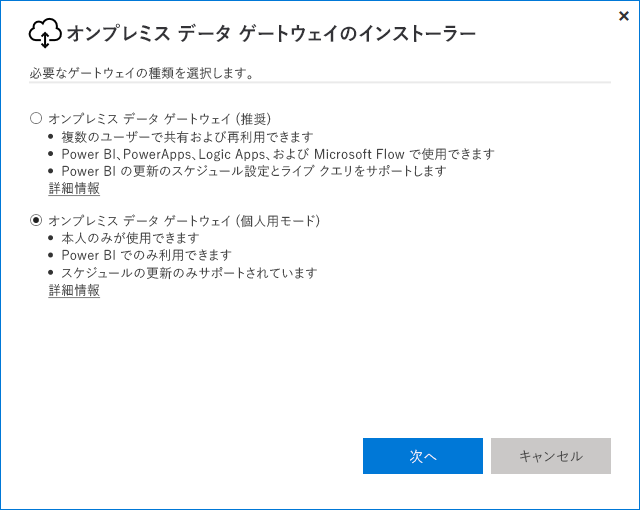 オンプレミス データ ゲートウェイのインストーラー
必要なゲートウェイの種類を選択します。
オンプレミス データ ゲートウェイ (推奨)
• 複数のユーザーで共有および再利用できます
• Power BI、PowerApps、Logic Apps、および Microsoft Flow で使用できます
• Power BI の更新のスケジュール設定とライブ クエリをサポートします
詳細情報
オンプレミス データ ゲートウェイ (個人用モード)
• 本人のみが使用できます
• Power BI でのみ利用できます
• スケジュールの更新のみサポートされています
詳細情報
次へ
キャンセル